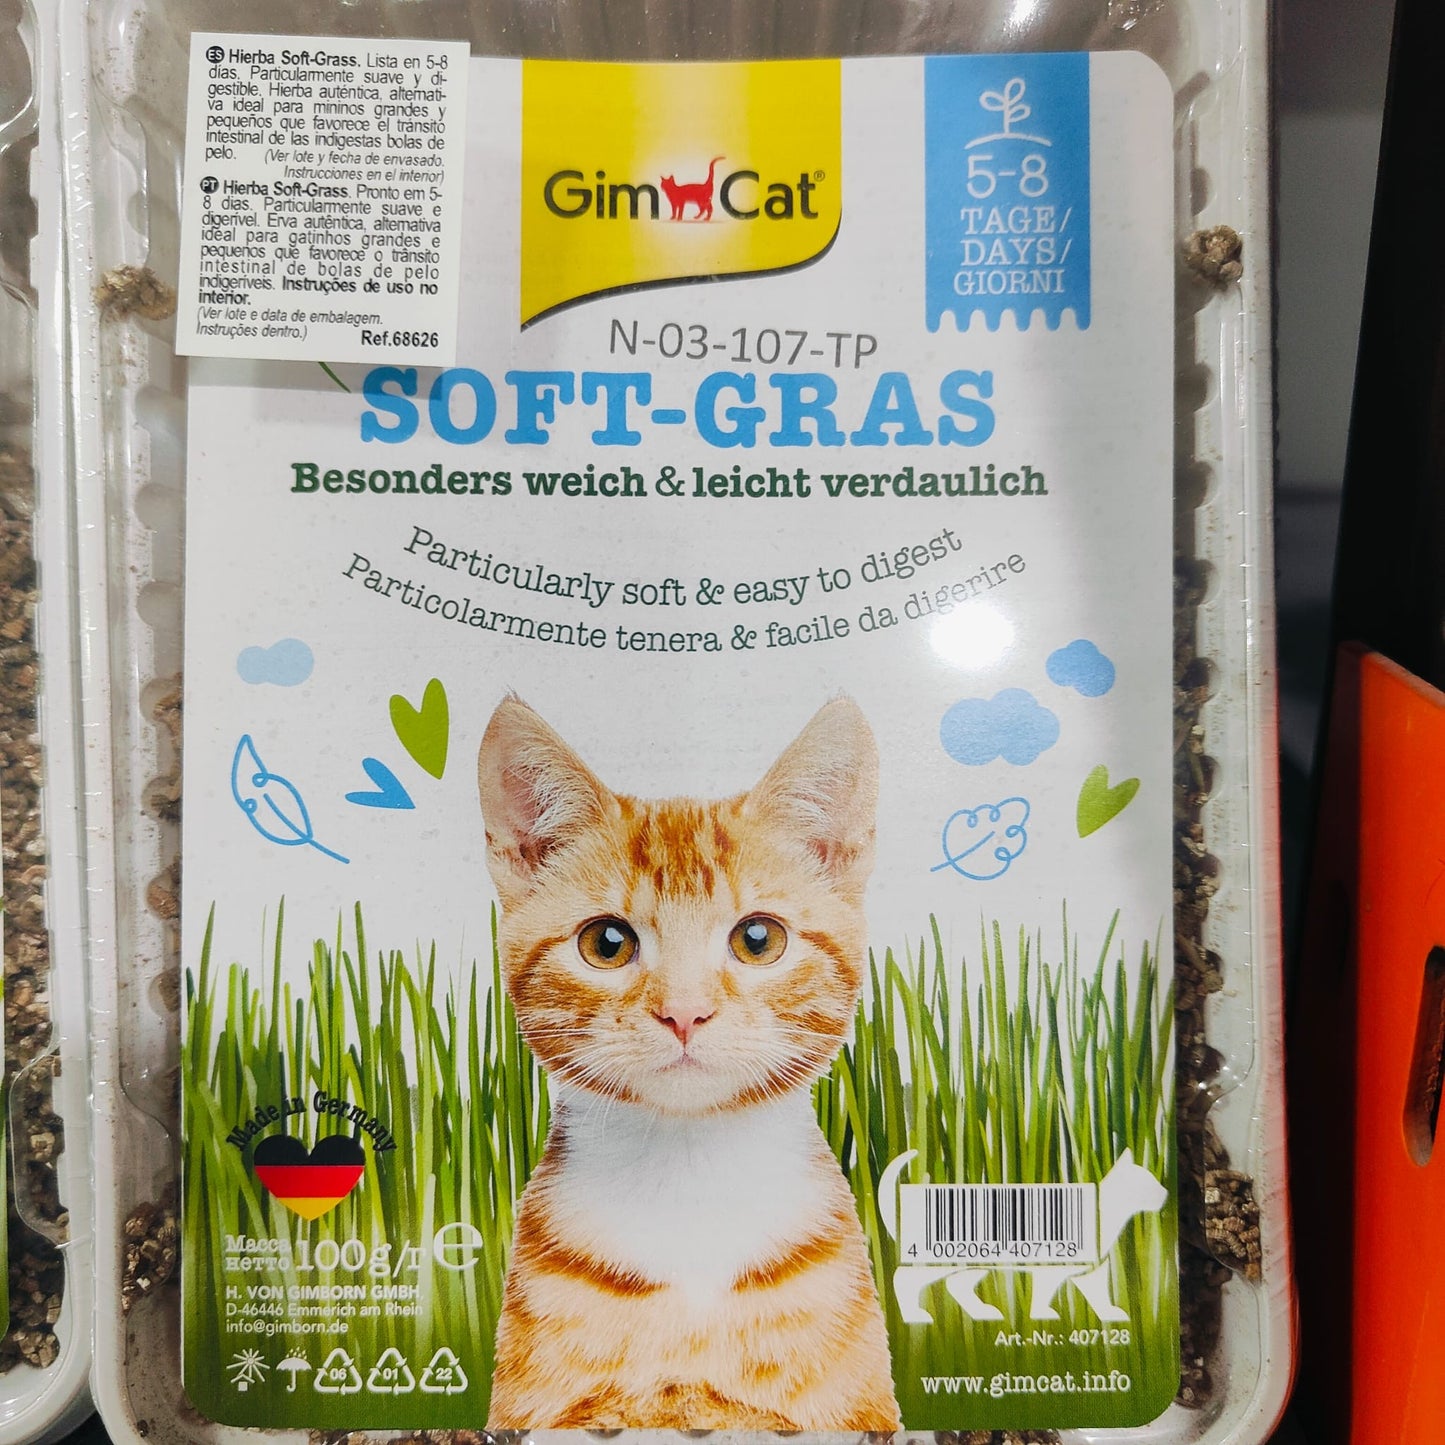 ES Hierba Soft-Grass. Lista en 5-8
días. Particularmente suave y di-
gestible. Hierba auténtica, alternati-
va ideal para mininos grandes y
pequeños que favorece el tránsito
intestinal de las indigestas bolas de
pelo. (Ver lote y fecha de envasado.
Instrucciones en el interior)
PT Hierba Soft-Grass. Pronto em 5-
8 dias. Particularmente suave e
digerível. Erva autêntica, alternativa
ideal para gatinhos grandes e
pequenos que favorece o trânsito
intestinal de bolas de pelo
indigeríveis. Instruções de uso no
interior.
(Ver lote e data de embalagem.
Instruções dentro.) Ref.68626
GimCat®
5-8
TAGE/
DAYS/
GIORNI
N-03-107-TP
SOFT-GRAS
Besonders weich & leicht verdaulich
Particularly soft & easy to digest
Particolarmente tenera & facile da digerire
Made in Germany
Масса
нетто 100g/г e
H. VON GIMBORN GMBH
D-46446 Emmerich am Rhein
info@gimborn.de
06 01 22
4 002064 407128
Art.-Nr.: 407128
www.gimcat.info